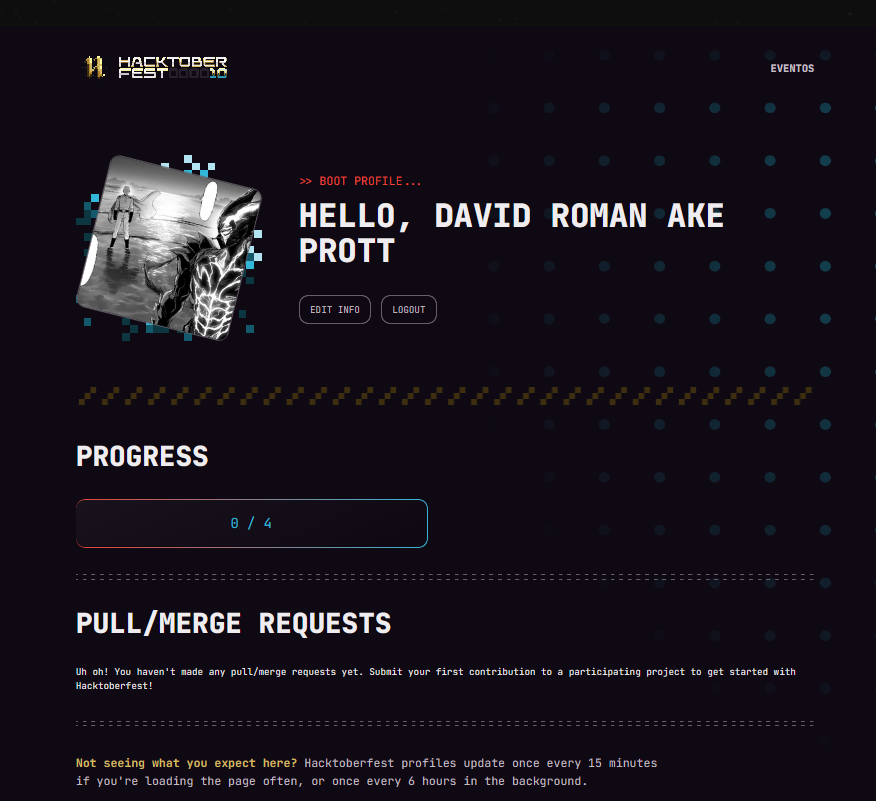 HACKTOBER
FEST000010
EVENTOS
>> BOOT PROFILE...
HELLO, DAVID ROMAN AKE
PROTT
EDIT INFO
LOGOUT
PROGRESS
0 / 4
PULL/MERGE REQUESTS
Uh oh! You haven't made any pull/merge requests yet. Submit your first contribution to a participating project to get started with
Hacktoberfest!
Not seeing what you expect here? Hacktoberfest profiles update once every 15 minutes
if you're loading the page often, or once every 6 hours in the background.